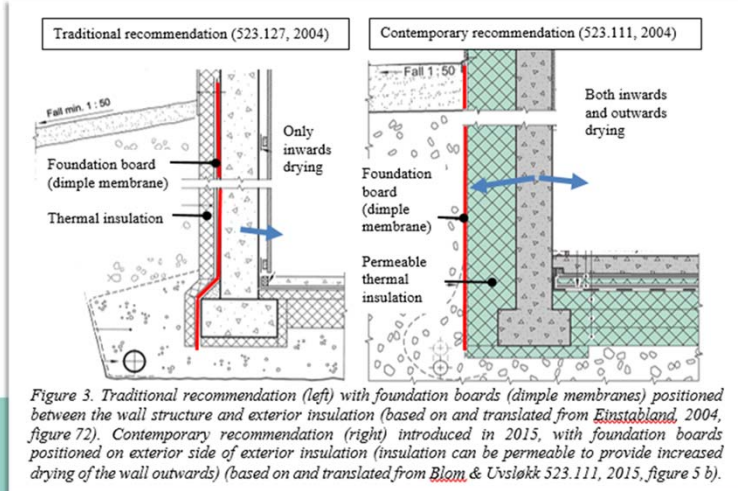 Traditional recommendation (523.127, 2004)
Contemporary recommendation (523.111, 2004)
Fall min. 1 : 50
Foundation board
(dimple membrane)
Thermal insulation
Only
inwards
drying
Fall 1 : 50
Foundation
board
(dimple
membrane)
Permeable
thermal
insulation
Both inwards
and outwards
drying
Figure 3. Traditional recommendation (left) with foundation boards (dimple membranes) positioned
between the wall structure and exterior insulation (based on and translated from Einstabland, 2004,
figure 72). Contemporary recommendation (right) introduced in 2015, with foundation boards
positioned on exterior side of exterior insulation (insulation can be permeable to provide increased
drying of the wall outwards) (based on and translated from Blom & Uvsløkk 523.111, 2015, figure 5 b).